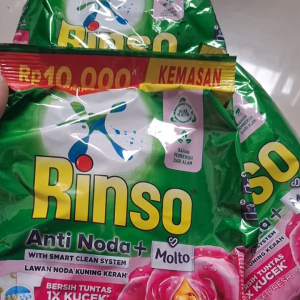 Rinso
Rp10.000 KEMASAN
Rinso
Anti Noda+
Molto
WITH SMART CLEAN SYSTEM
LAWAN NODA KUNING KERAH
BERSIH TUNTAS
1X KUCEK
BERSIH TUNTAS
1X KUCEK